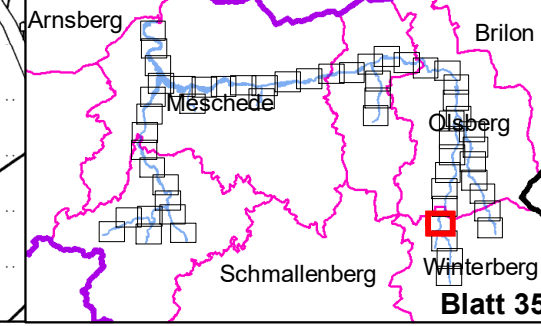 Arnsberg
Brilon
Meschede
Olsberg
Schmallenberg
Winterberg
Blatt 35